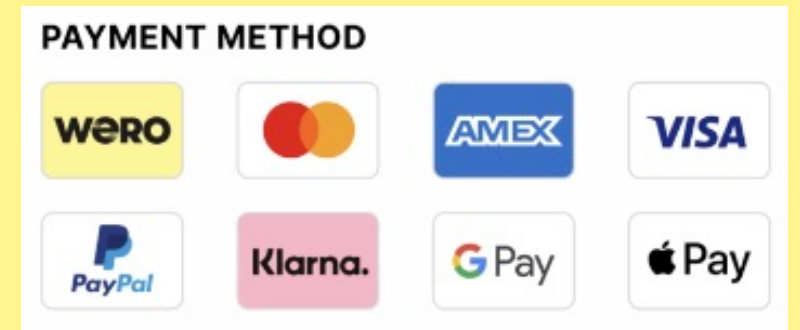 PAYMENT METHOD
wero
AMEX
VISA
PayPal
Klarna.
G Pay
Pay